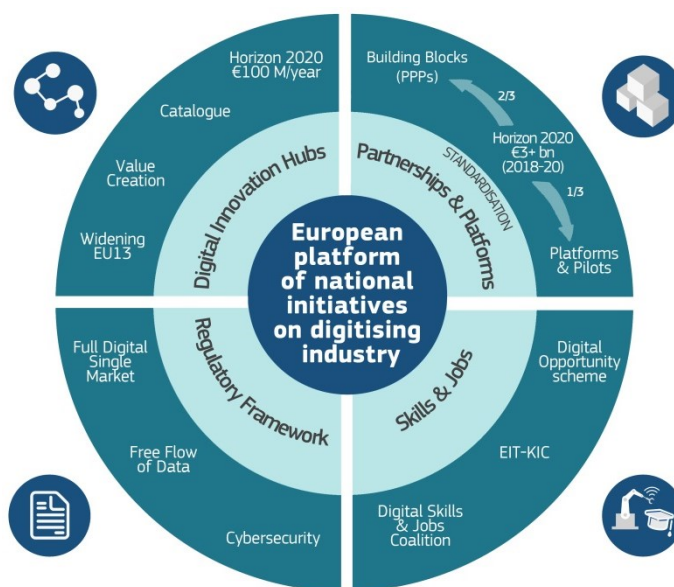 European
platform
of national
initiatives
on digitising
industry
Digital Innovation Hubs
Horizon 2020
€100 M/year
Catalogue
Value
Creation
Widening
EU13
Partnerships & Platforms
STANDARDISATION
Building Blocks
(PPPs)
2/3
Horizon 2020
€3+ bn
(2018-20)
1/3
Platforms
& Pilots
Regulatory Framework
Full Digital
Single
Market
Free Flow
of Data
Cybersecurity
Skills & Jobs
Digital
Opportunity
scheme
EIT-KIC
Digital Skills
& Jobs
Coalition